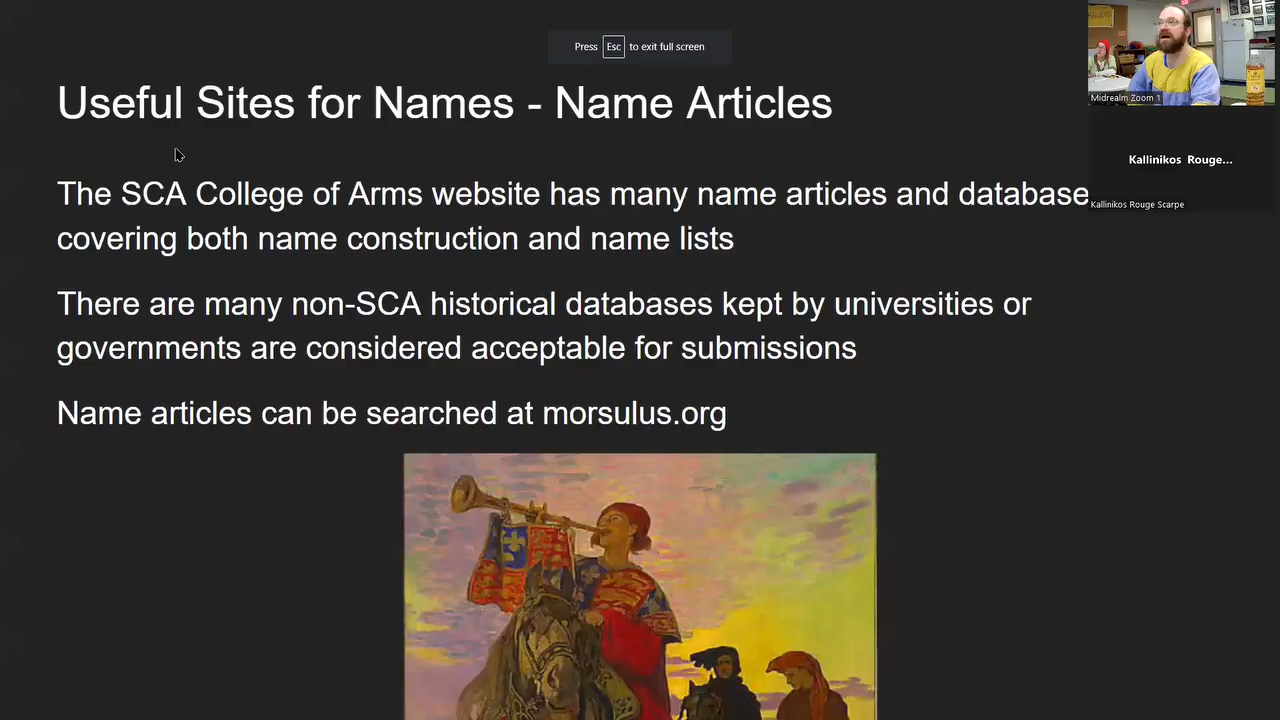 Press Esc to exit full screen
Useful Sites for Names - Name Articles
Midrealm Zoom 1
Kallinikos Rouge...
The SCA College of Arms website has many name articles and database
Kallinikos Rouge Scarpe
covering both name construction and name lists
There are many non-SCA historical databases kept by universities or
governments are considered acceptable for submissions
Name articles can be searched at morsulus.org